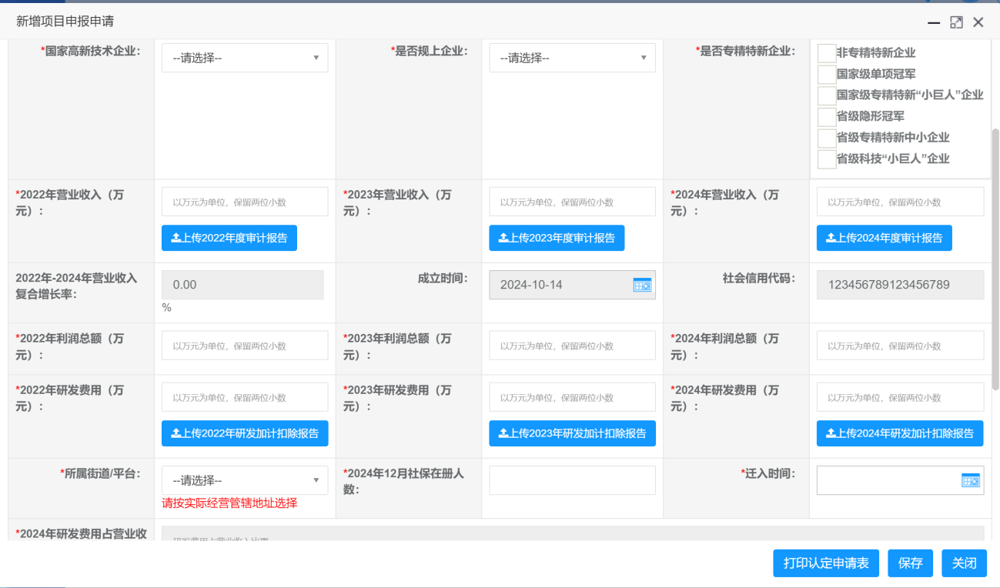 新增项目申报申请
*国家高新技术企业：
--请选择--
*是否规上企业：
--请选择--
*是否专精特新企业：
非专精特新企业
国家级单项冠军
国家级专精特新“小巨人”企业
省级隐形冠军
省级专精特新中小企业
省级科技“小巨人”企业
*2022年营业收入（万
元）：
以万元为单位，保留两位小数
上传2022年度审计报告
*2023年营业收入（万
元）：
以万元为单位，保留两位小数
上传2023年度审计报告
*2024年营业收入（万
元）：
以万元为单位，保留两位小数
上传2024年度审计报告
2022年-2024年营业收入
复合增长率：
0.00
%
成立时间：
2024-10-14
社会信用代码：
123456789123456789
*2022年利润总额（万
元）：
以万元为单位，保留两位小数
*2023年利润总额（万
元）：
以万元为单位，保留两位小数
*2024年利润总额（万
元）：
以万元为单位，保留两位小数
*2022年研发费用（万
元）：
以万元为单位，保留两位小数
上传2022年研发加计扣除报告
*2023年研发费用（万
元）：
以万元为单位，保留两位小数
上传2023年研发加计扣除报告
*2024年研发费用（万
元）：
以万元为单位，保留两位小数
上传2024年研发加计扣除报告
*所属街道/平台：
--请选择--
请按实际经营管辖地址选择
*2024年12月社保在册人
数：
*迁入时间：
*2024年研发费用占营业收
打印认定申请表
保存
关闭